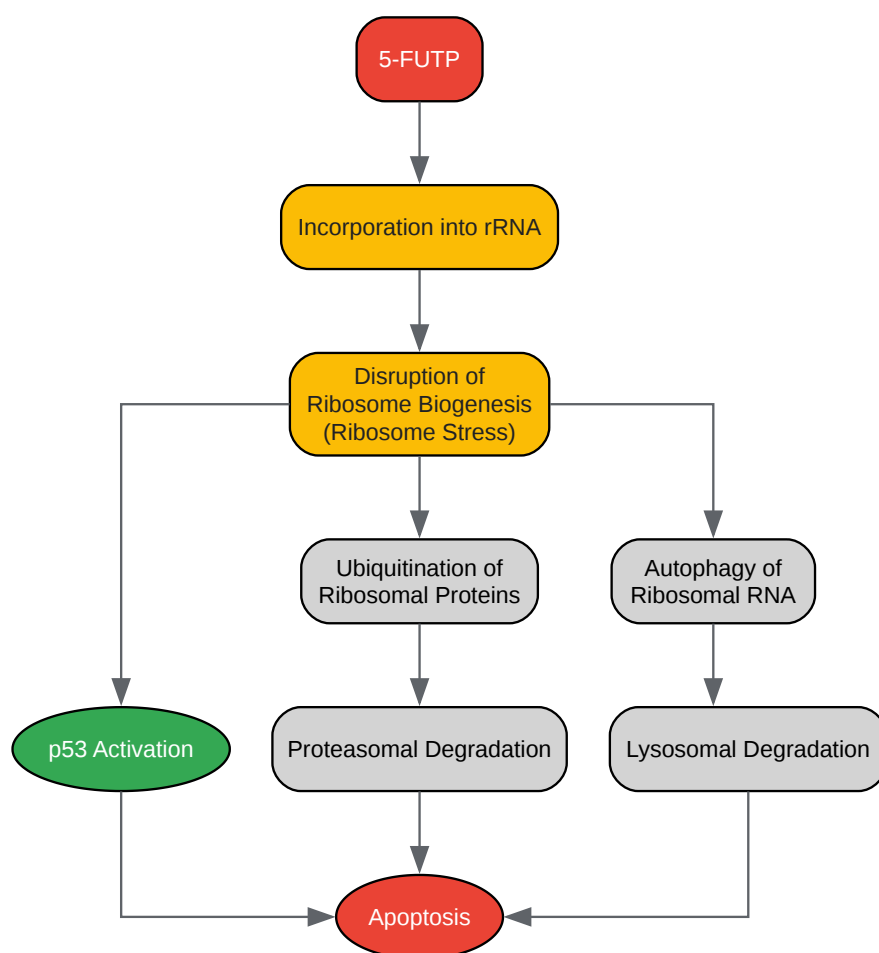 5-FUTP
Incorporation into rRNA
Disruption of
Ribosome Biogenesis
(Ribosome Stress)
Ubiquitination of
Ribosomal Proteins
Autophagy of
Ribosomal RNA
p53 Activation
Proteasomal Degradation
Lysosomal Degradation
Apoptosis